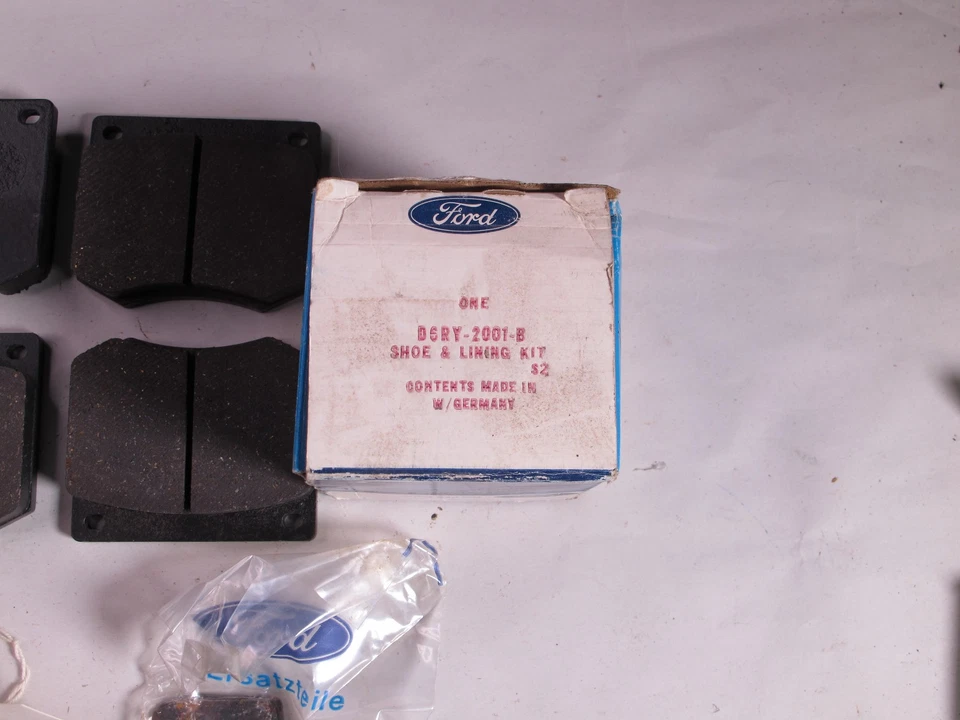 Ford
ONE
D6RY-2001-B
SHOE & LINING KIT
S2
CONTENTS MADE IN
W/GERMANY
Ford
Ersatzteile